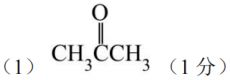 O
(1) CH₃CCH₃ (1 分)